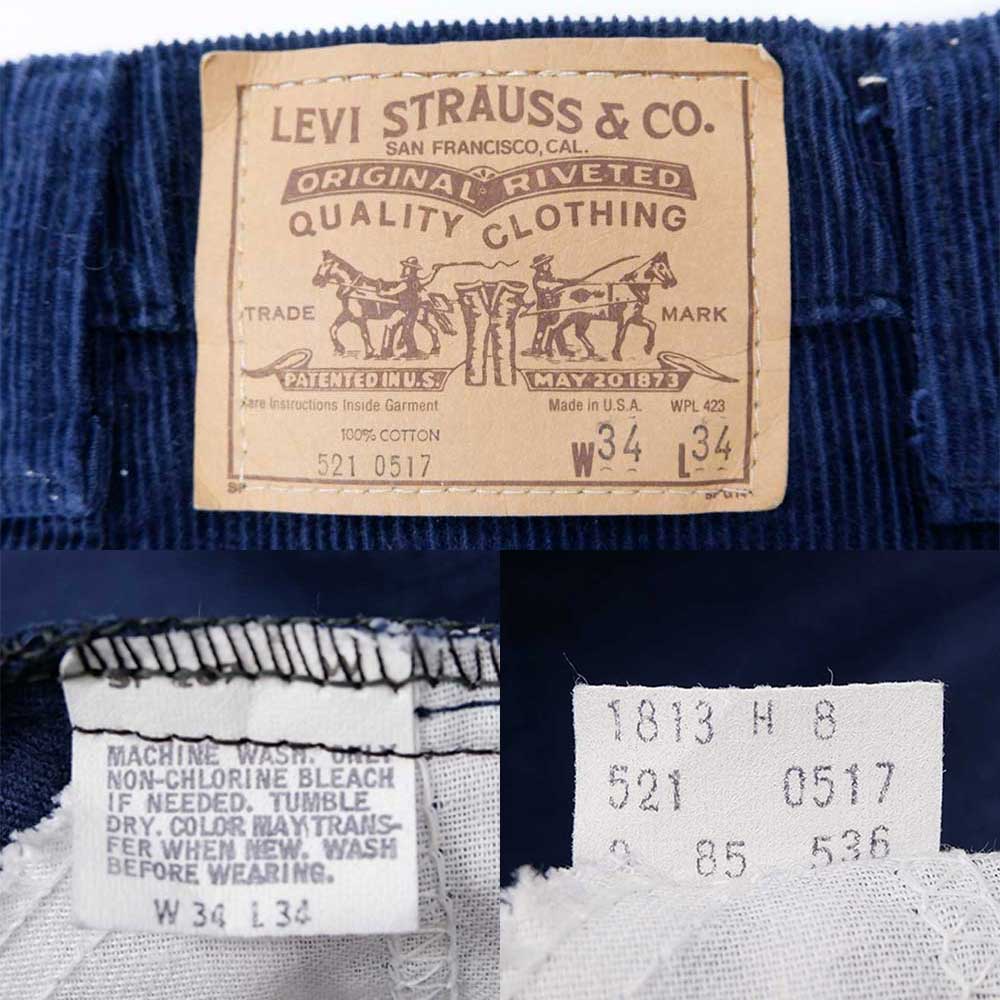 LEVI STRAUSS & CO.
SAN FRANCISCO, CAL.
ORIGINAL RIVETED
QUALITY CLOTHING
TRADE MARK
PATENTED IN U.S. MAY 20 1873
Care Instructions Inside Garment Made in U.S.A. WPL 423
100% COTTON
521 0517 W 34 L 34
MACHINE WASH. ONLY
NON-CHLORINE BLEACH
IF NEEDED. TUMBLE
DRY. COLOR MAY TRANS-
FER WHEN NEW. WASH
BEFORE WEARING.
W 34 L 34
1813 H 8
521 0517
85 536